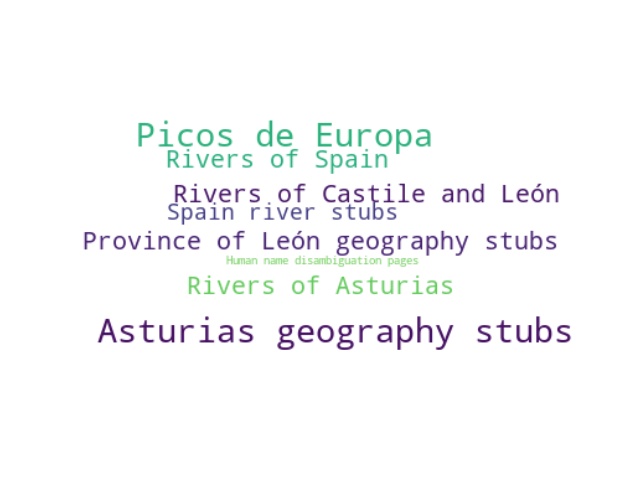 Picos de Europa
Rivers of Spain
Rivers of Castile and León
Spain river stubs
Province of León geography stubs
Human name disambiguation pages
Rivers of Asturias
Asturias geography stubs